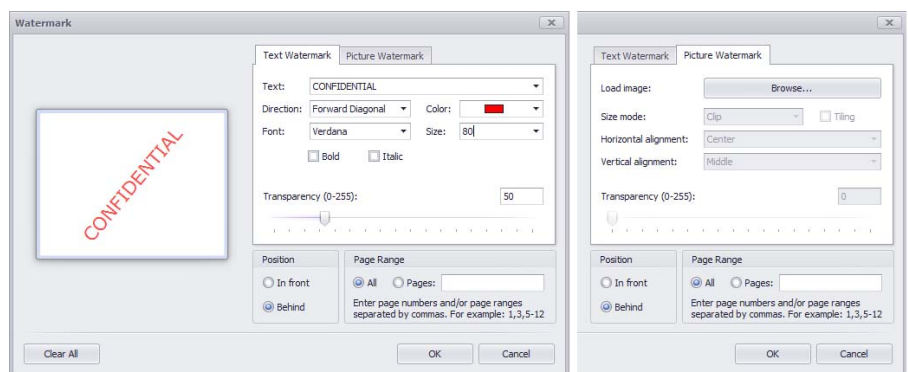 Watermark
Text Watermark Picture Watermark
Text: CONFIDENTIAL
Direction: Forward Diagonal Color:
Font: Verdana Size: 80
Bold Italic
Transparency (0-255): 50
CONFIDENTIAL
Position
In front
Behind
Page Range
All Pages:
Enter page numbers and/or page ranges
separated by commas. For example: 1,3,5-12
Clear All OK Cancel
Text Watermark Picture Watermark
Load image: Browse...
Size mode: Clip Tiling
Horizontal alignment: Center
Vertical alignment: Middle
Transparency (0-255): 0
Position
In front
Behind
Page Range
All Pages:
Enter page numbers and/or page ranges
separated by commas. For example: 1,3,5-12
OK Cancel